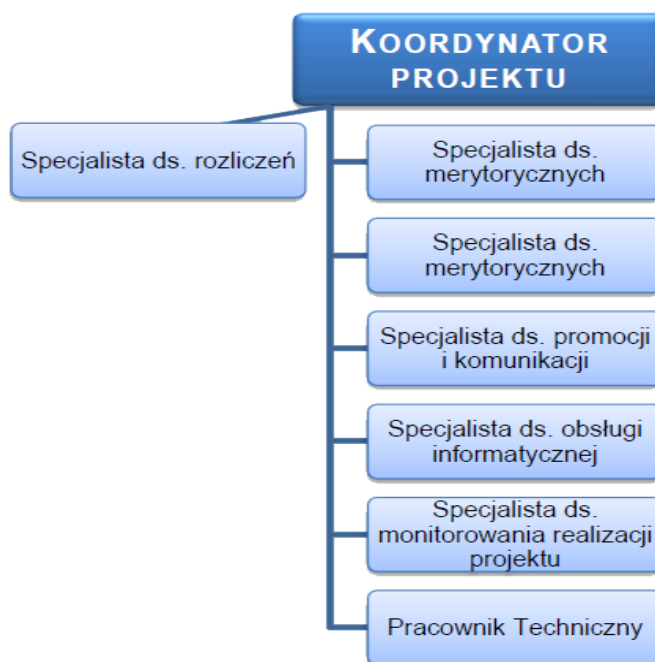 KOORDYNATOR
PROJEKTU
Specjalista ds. rozliczeń
Specjalista ds.
merytorycznych
Specjalista ds.
merytorycznych
Specjalista ds. promocji
i komunikacji
Specjalista ds. obsługi
informatycznej
Specjalista ds.
monitorowania realizacji
projektu
Pracownik Techniczny